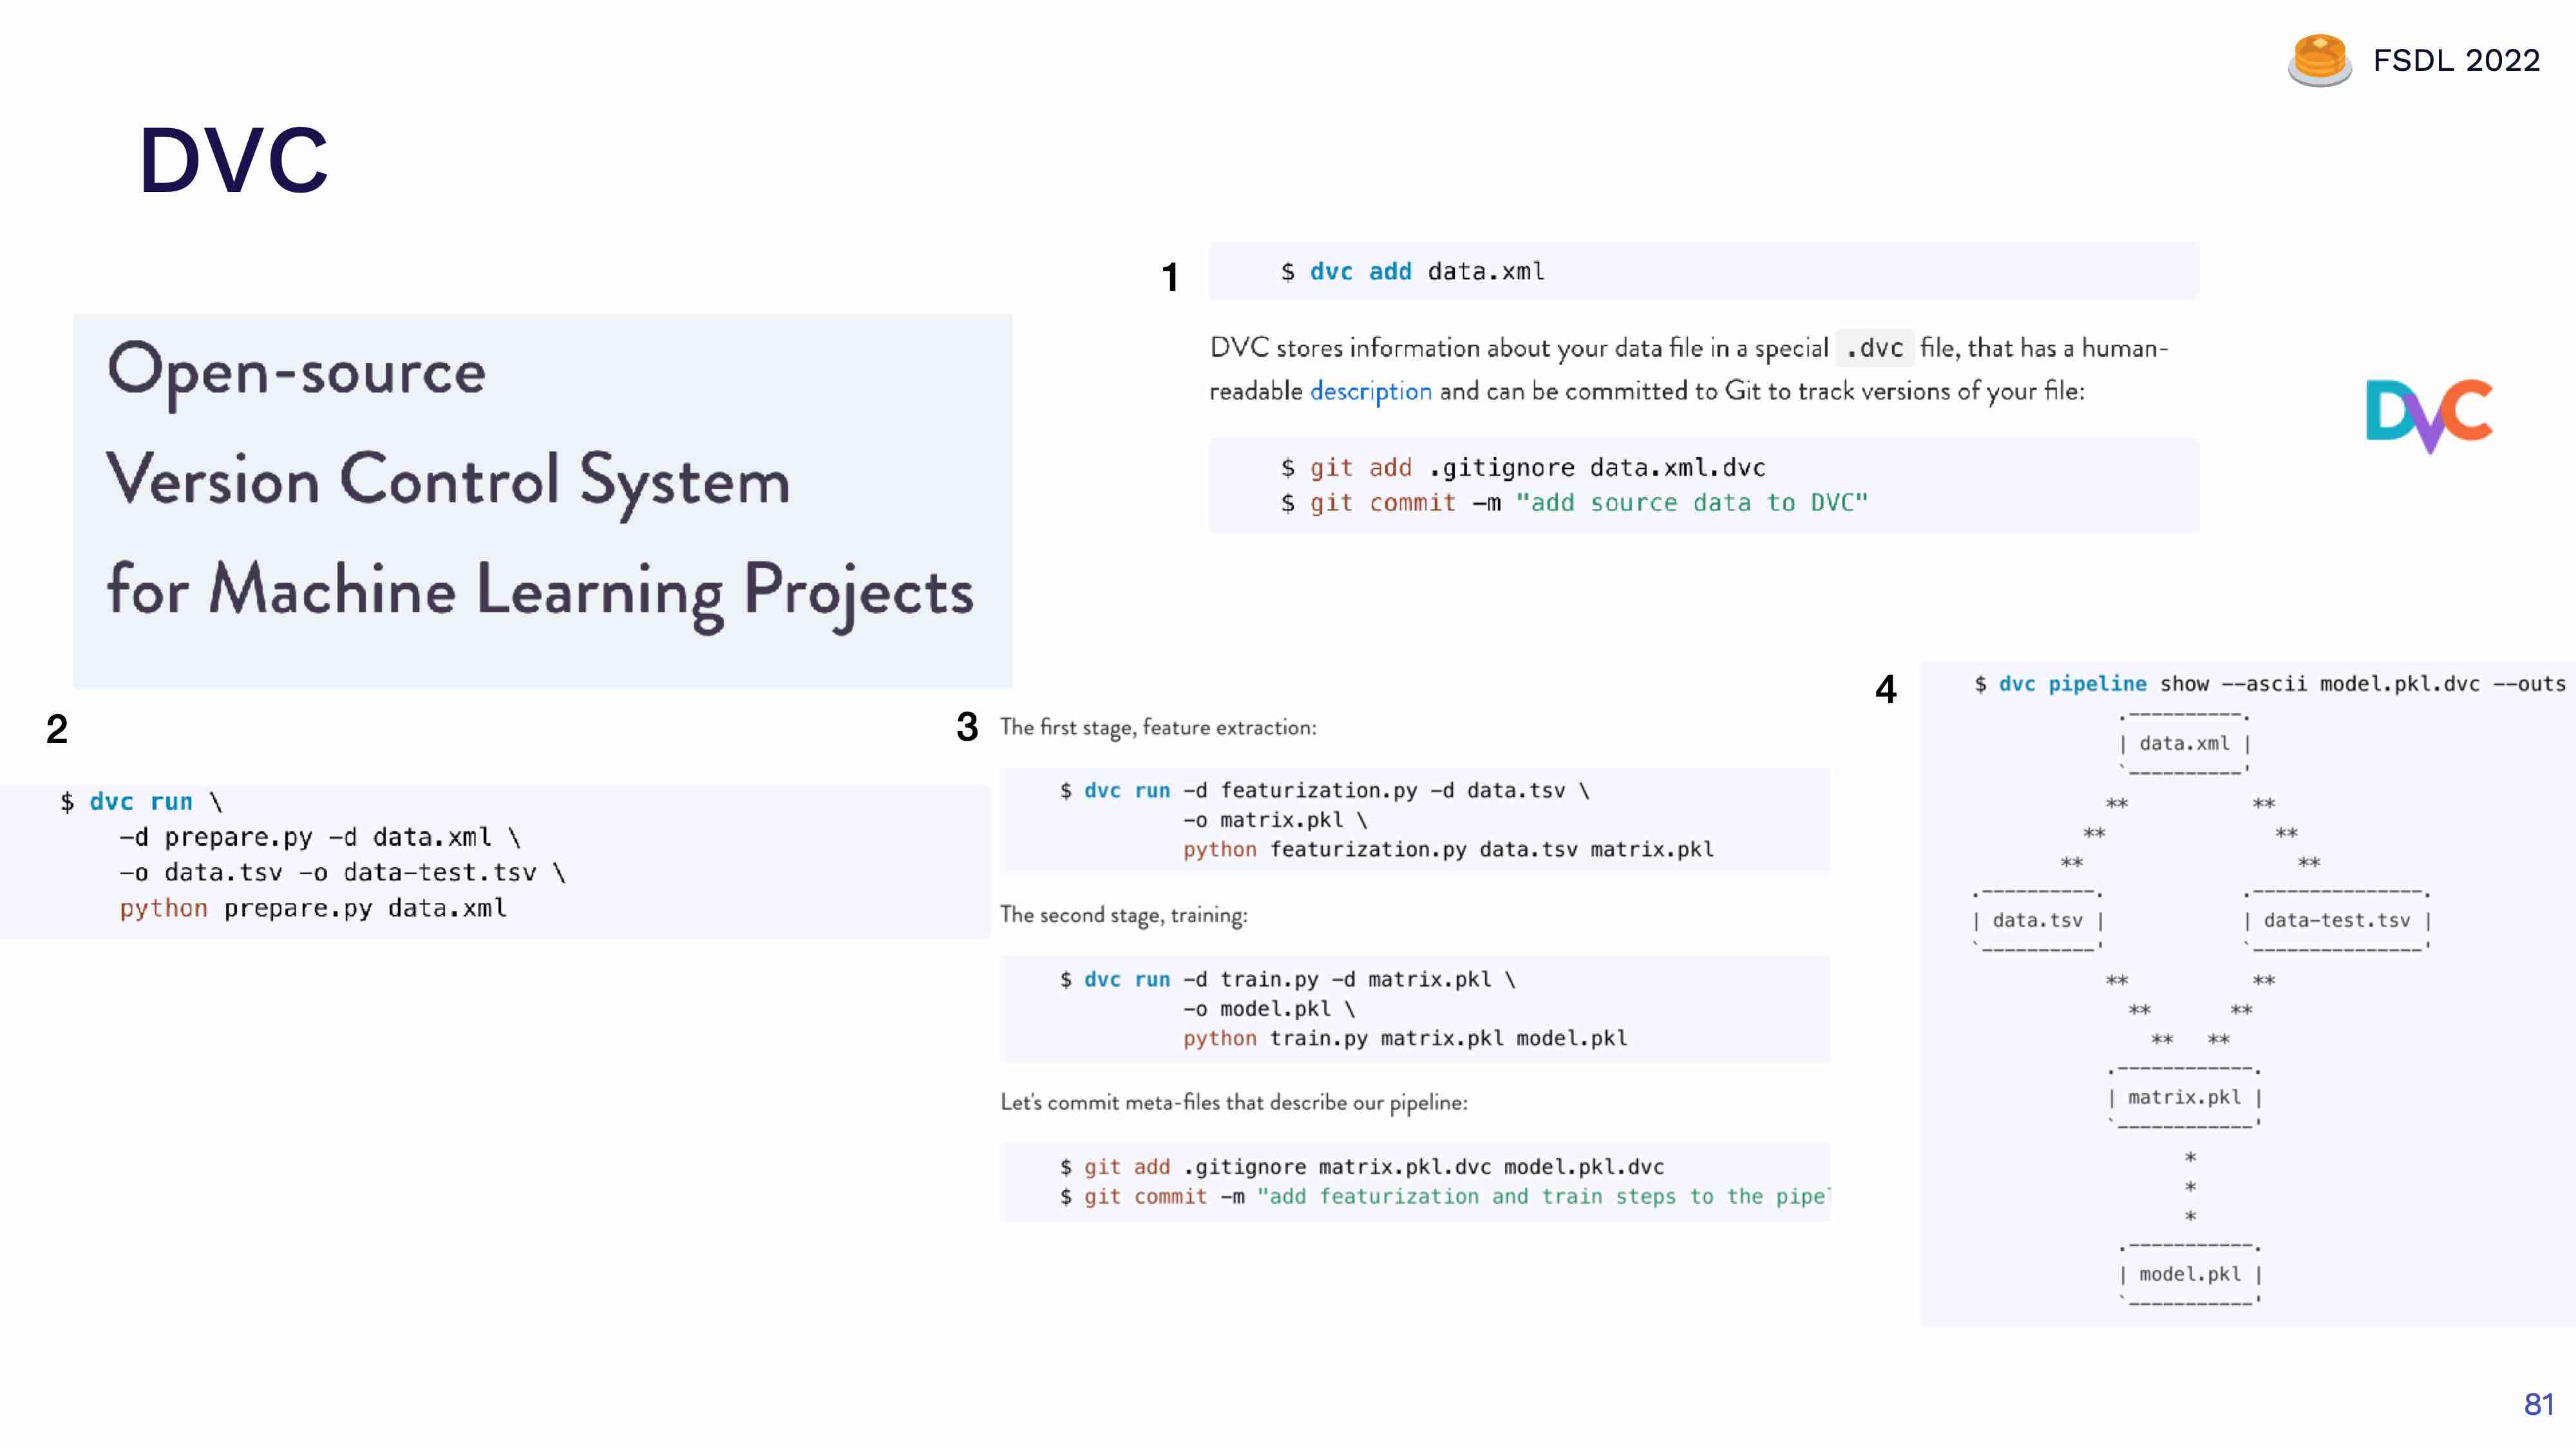 FSDL 2022
DVC
Open-source
Version Control System
for Machine Learning Projects
1
$ dvc add data.xml
DVC stores information about your data file in a special .dvc file, that has a human-
readable description and can be committed to Git to track versions of your file:
$ git add .gitignore data.xml.dvc
$ git commit -m "add source data to DVC"
DVC
2
$ dvc run \
-d prepare.py -d data.xml \
-o data.tsv -o data-test.tsv \
python prepare.py data.xml
3
The first stage, feature extraction:
$ dvc run -d featurization.py -d data.tsv \
-o matrix.pkl \
python featurization.py data.tsv matrix.pkl
The second stage, training:
$ dvc run -d train.py -d matrix.pkl \
-o model.pkl \
python train.py matrix.pkl model.pkl
Let's commit meta-files that describe our pipeline:
$ git add .gitignore matrix.pkl.dvc model.pkl.dvc
$ git commit -m "add featurization and train steps to the pipe
4
$ dvc pipeline show --ascii model.pkl.dvc --outs
.----------.
| data.xml |
`----------'
** **
** **
** **
.----------. .---------------.
| data.tsv | | data-test.tsv |
`----------' `---------------'
** **
** **
** **
.------------.
| matrix.pkl |
`------------'
*
*
*
.-----------.
| model.pkl |
`-----------'
81